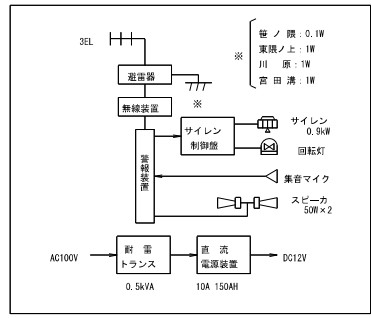 3EL
※
笹ノ隈：0.1W
東隈ノ上：1W
川原：1W
宮田溝：1W
避雷器
無線装置
※
サイレン
制御盤
サイレン
0.9kW
回転灯
警報装置
集音マイク
スピーカ
50W×2
AC100V
耐雷
トランス
直流
電源装置
DC12V
0.5kVA
10A 150AH